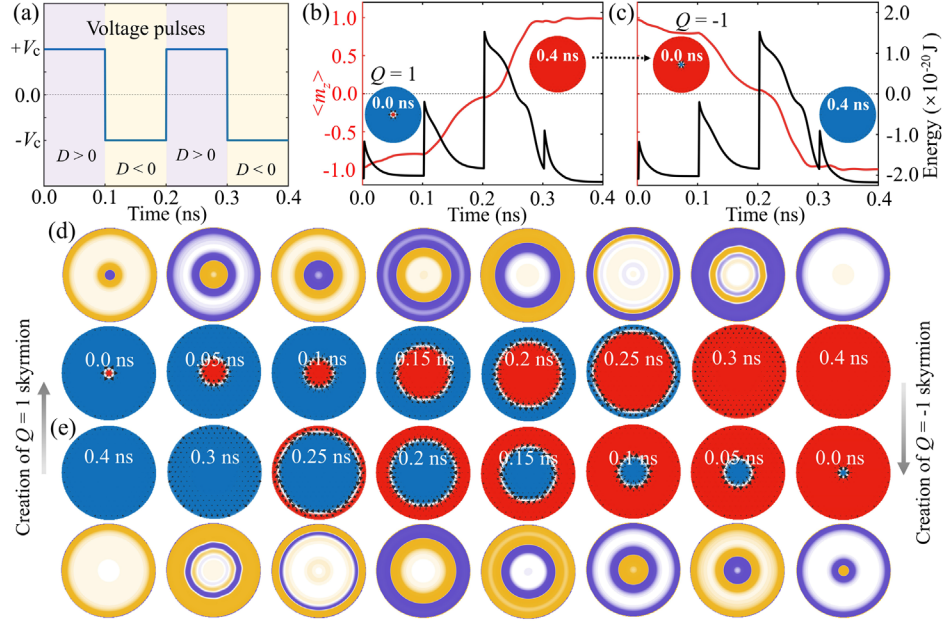 (a)
Voltage pulses
+Vc
0.0
-Vc
D > 0
D < 0
D > 0
D < 0
0.0 0.1 0.2 0.3 0.4
Time (ns)
(b)
1.0
0.5
0.0
-0.5
-1.0
<mz>
Q = 1
0.0 ns
0.4 ns
0.0 0.1 0.2 0.3 0.4
Time (ns)
(c)
Q = -1
0.0 ns
0.4 ns
2.0
1.0
0.0
-1.0
-2.0
Energy (×10⁻²⁰J)
0.0 0.1 0.2 0.3 0.4
Time (ns)
(d)
0.0 ns 0.05 ns 0.1 ns 0.15 ns 0.2 ns 0.25 ns 0.3 ns 0.4 ns
(e)
0.4 ns 0.3 ns 0.25 ns 0.2 ns 0.15 ns 0.1 ns 0.05 ns 0.0 ns
Creation of Q = 1 skyrmion
Creation of Q = -1 skyrmion